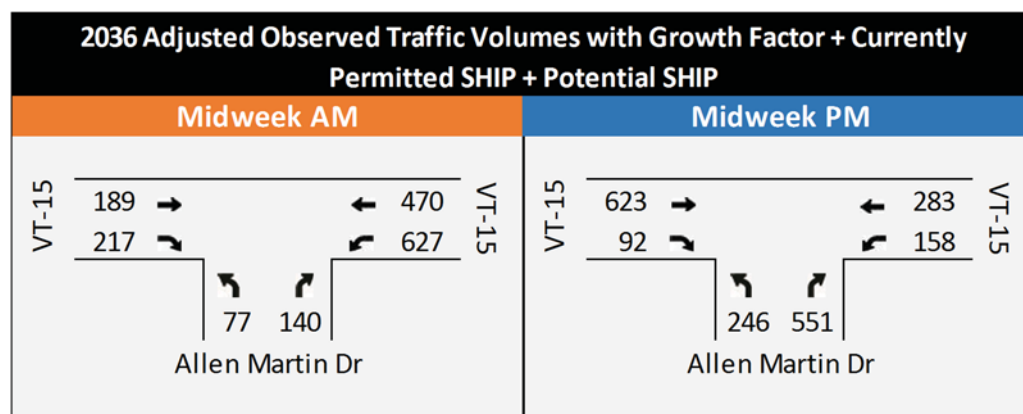 2036 Adjusted Observed Traffic Volumes with Growth Factor + Currently
Permitted SHIP + Potential SHIP
Midweek AM
VT-15
189
470
217
627
VT-15
77 140
Allen Martin Dr
Midweek PM
VT-15
623
283
92
158
VT-15
246 551
Allen Martin Dr